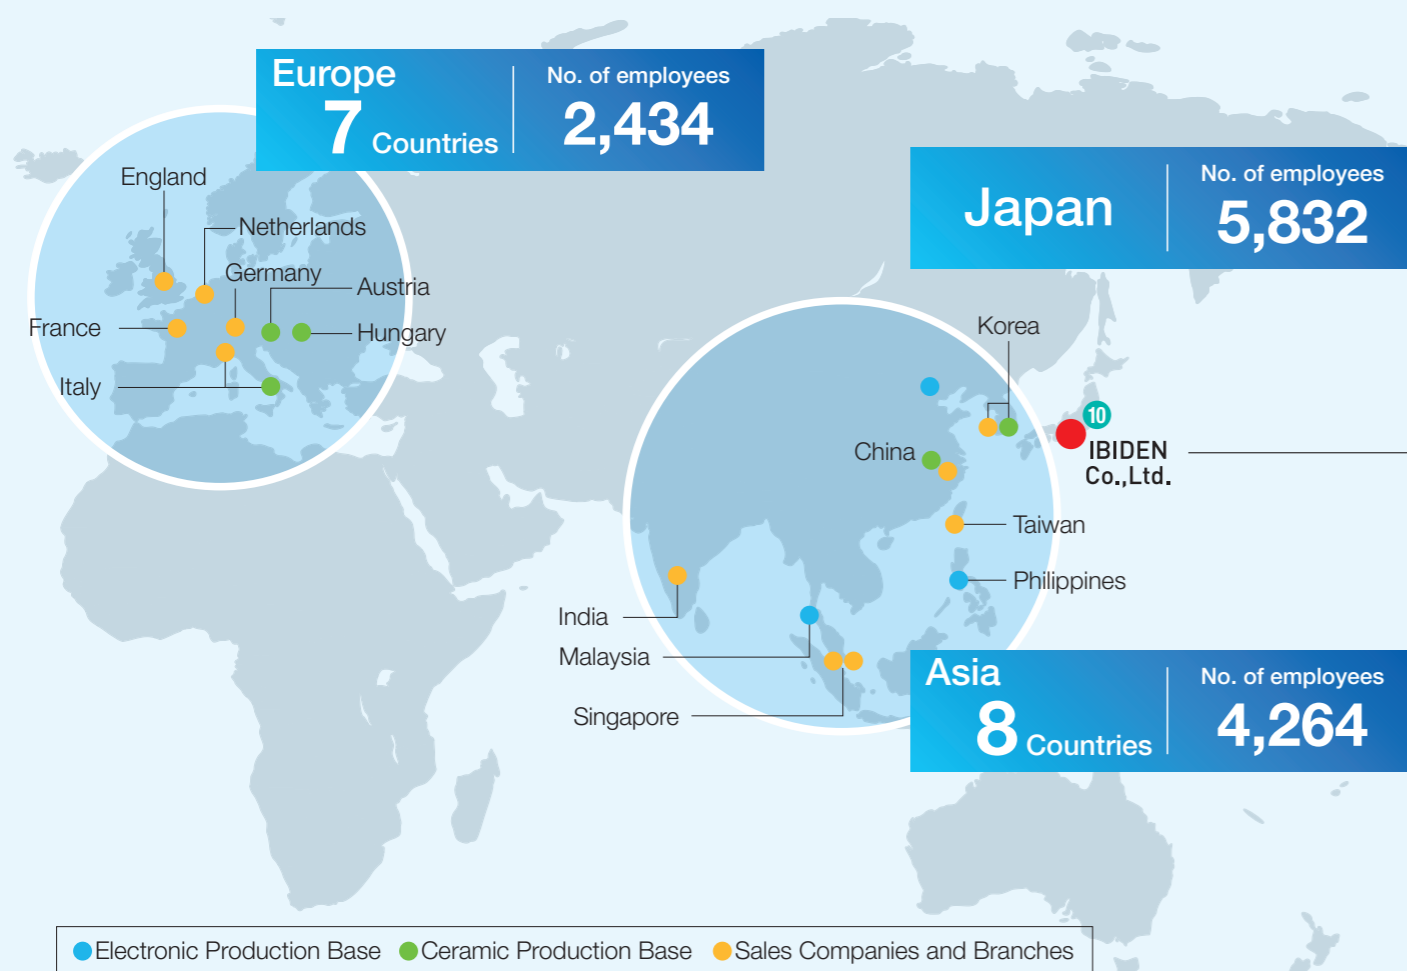 Europe
7 Countries
No. of employees
2,434
Japan
No. of employees
5,832
England
Netherlands
Germany
Austria
France
Hungary
Italy
Korea
10
IBIDEN
Co.,Ltd.
China
Taiwan
Philippines
India
Malaysia
Singapore
Asia
8 Countries
No. of employees
4,264
Electronic Production Base Ceramic Production Base Sales Companies and Branches